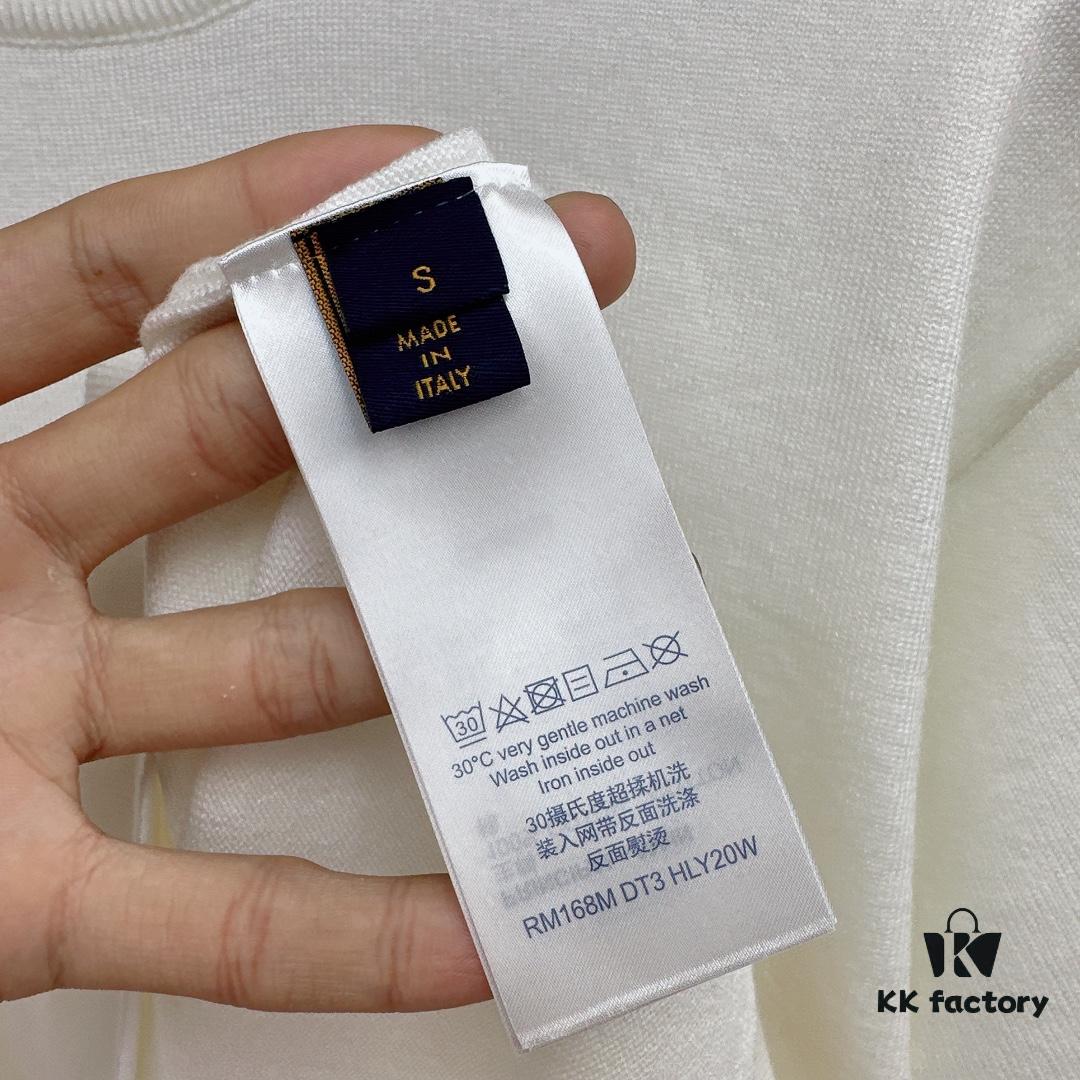 S
MADE
IN
ITALY
30
30°C very gentle machine wash
Wash inside out in a net
Iron inside out
30摄氏度超揉机洗
装入网带反面洗涤
反面熨烫
RM168M DT3 HLY20W
KK factory